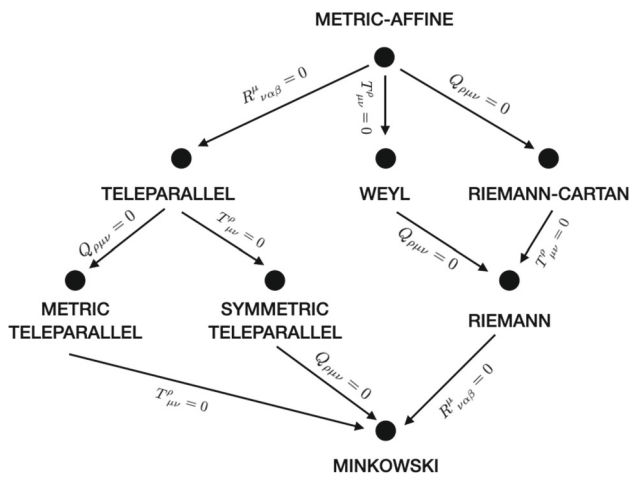 METRIC-AFFINE
R^μ_{ναβ} = 0
T^ρ_{μν} = 0
Q_{ρμν} = 0
TELEPARALLEL
WEYL
RIEMANN-CARTAN
Q_{ρμν} = 0
T^ρ_{μν} = 0
Q_{ρμν} = 0
T^ρ_{μν} = 0
METRIC
TELEPARALLEL
SYMMETRIC
TELEPARALLEL
RIEMANN
T^ρ_{μν} = 0
Q_{ρμν} = 0
R^μ_{ναβ} = 0
MINKOWSKI